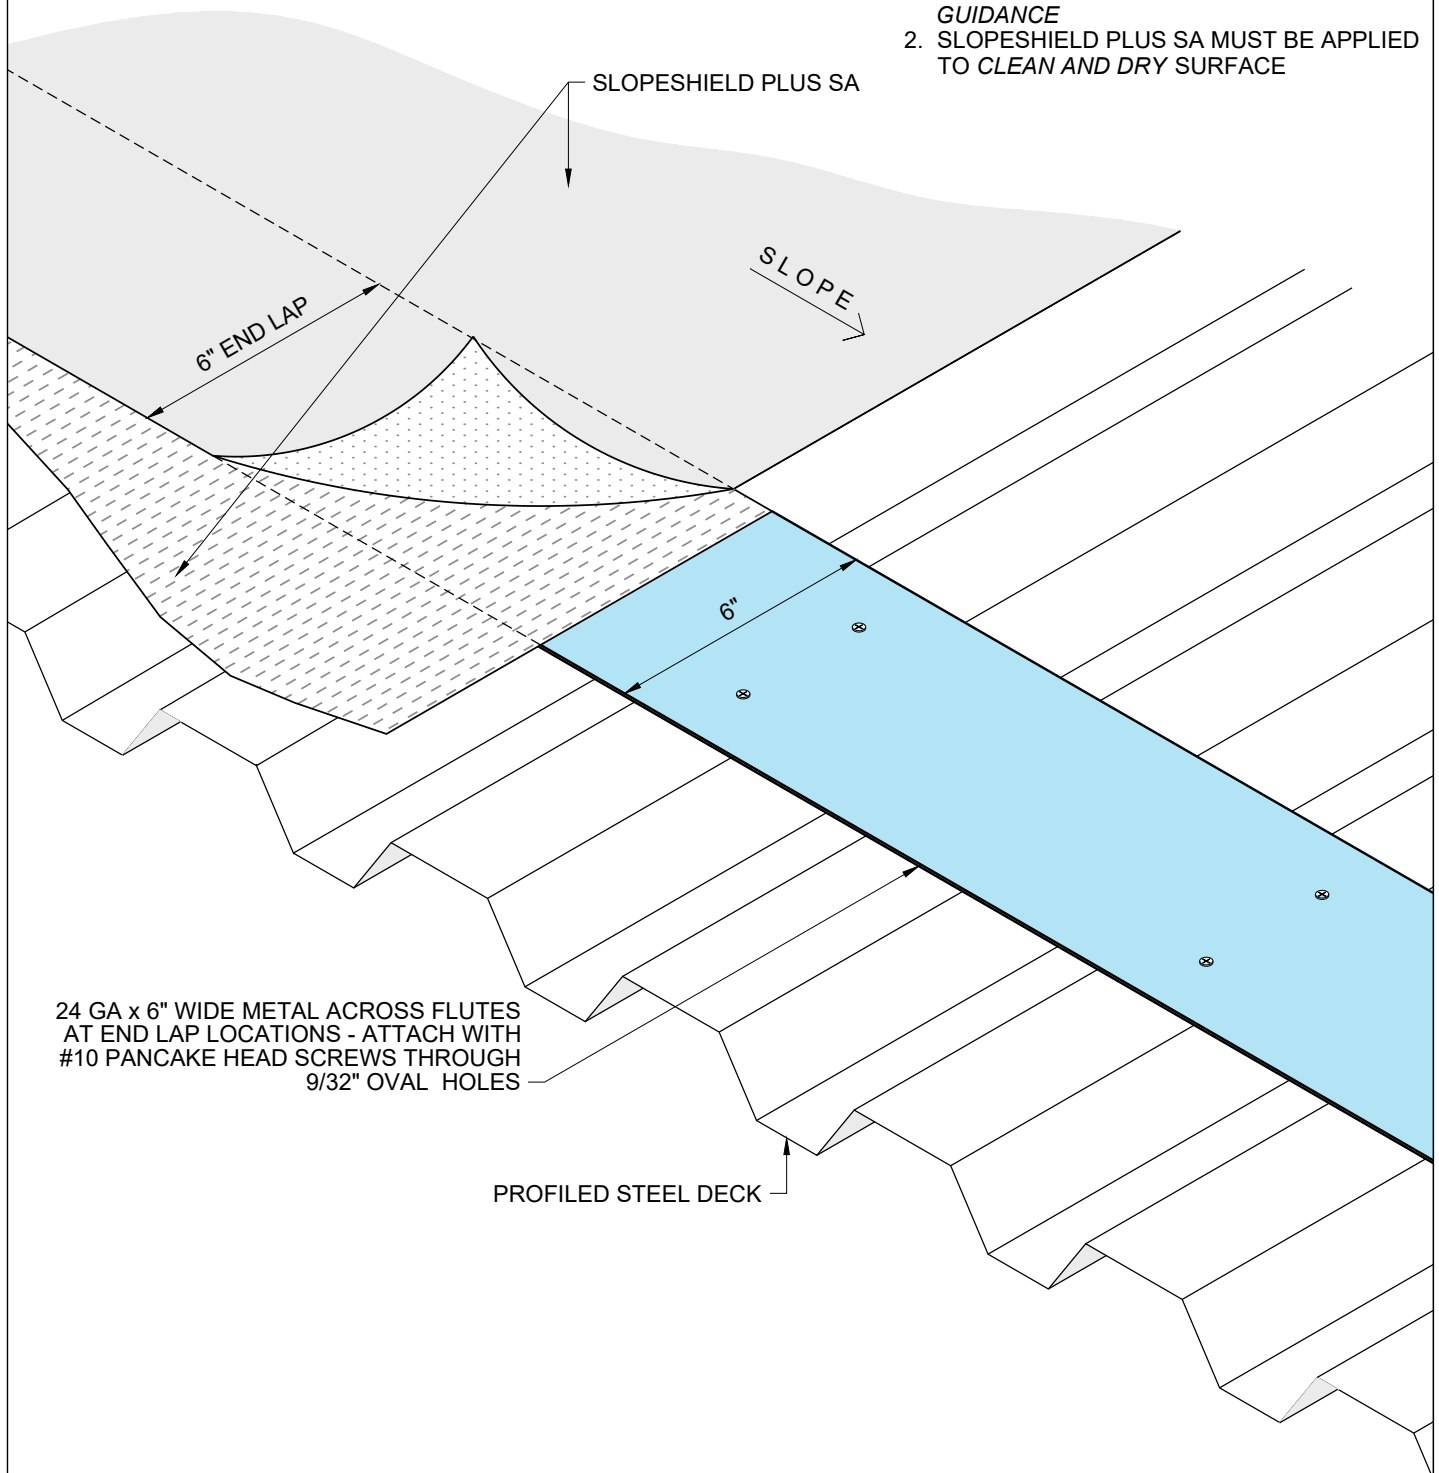 GUIDANCE
2. SLOPESHIELD PLUS SA MUST BE APPLIED
TO CLEAN AND DRY SURFACE
SLOPESHIELD PLUS SA
SLOPE
6" END LAP
6"
24 GA x 6" WIDE METAL ACROSS FLUTES
AT END LAP LOCATIONS - ATTACH WITH
#10 PANCAKE HEAD SCREWS THROUGH
9/32" OVAL HOLES
PROFILED STEEL DECK